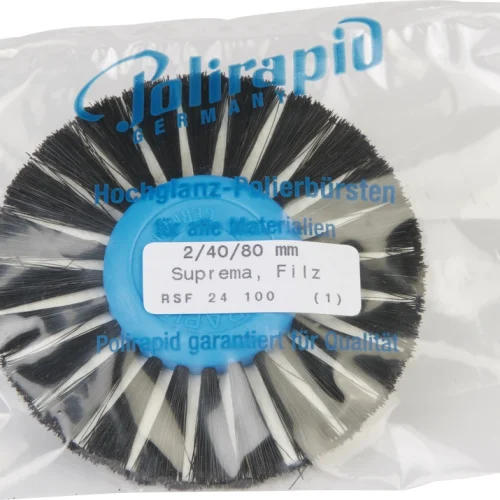 Polirapid
GERMANY
Hochglanz-Polierbürsten
für alle Materialien
2/40/80 mm
Suprema, Filz
RSF 24 100 (1)
Polirapid garantiert für Qualität